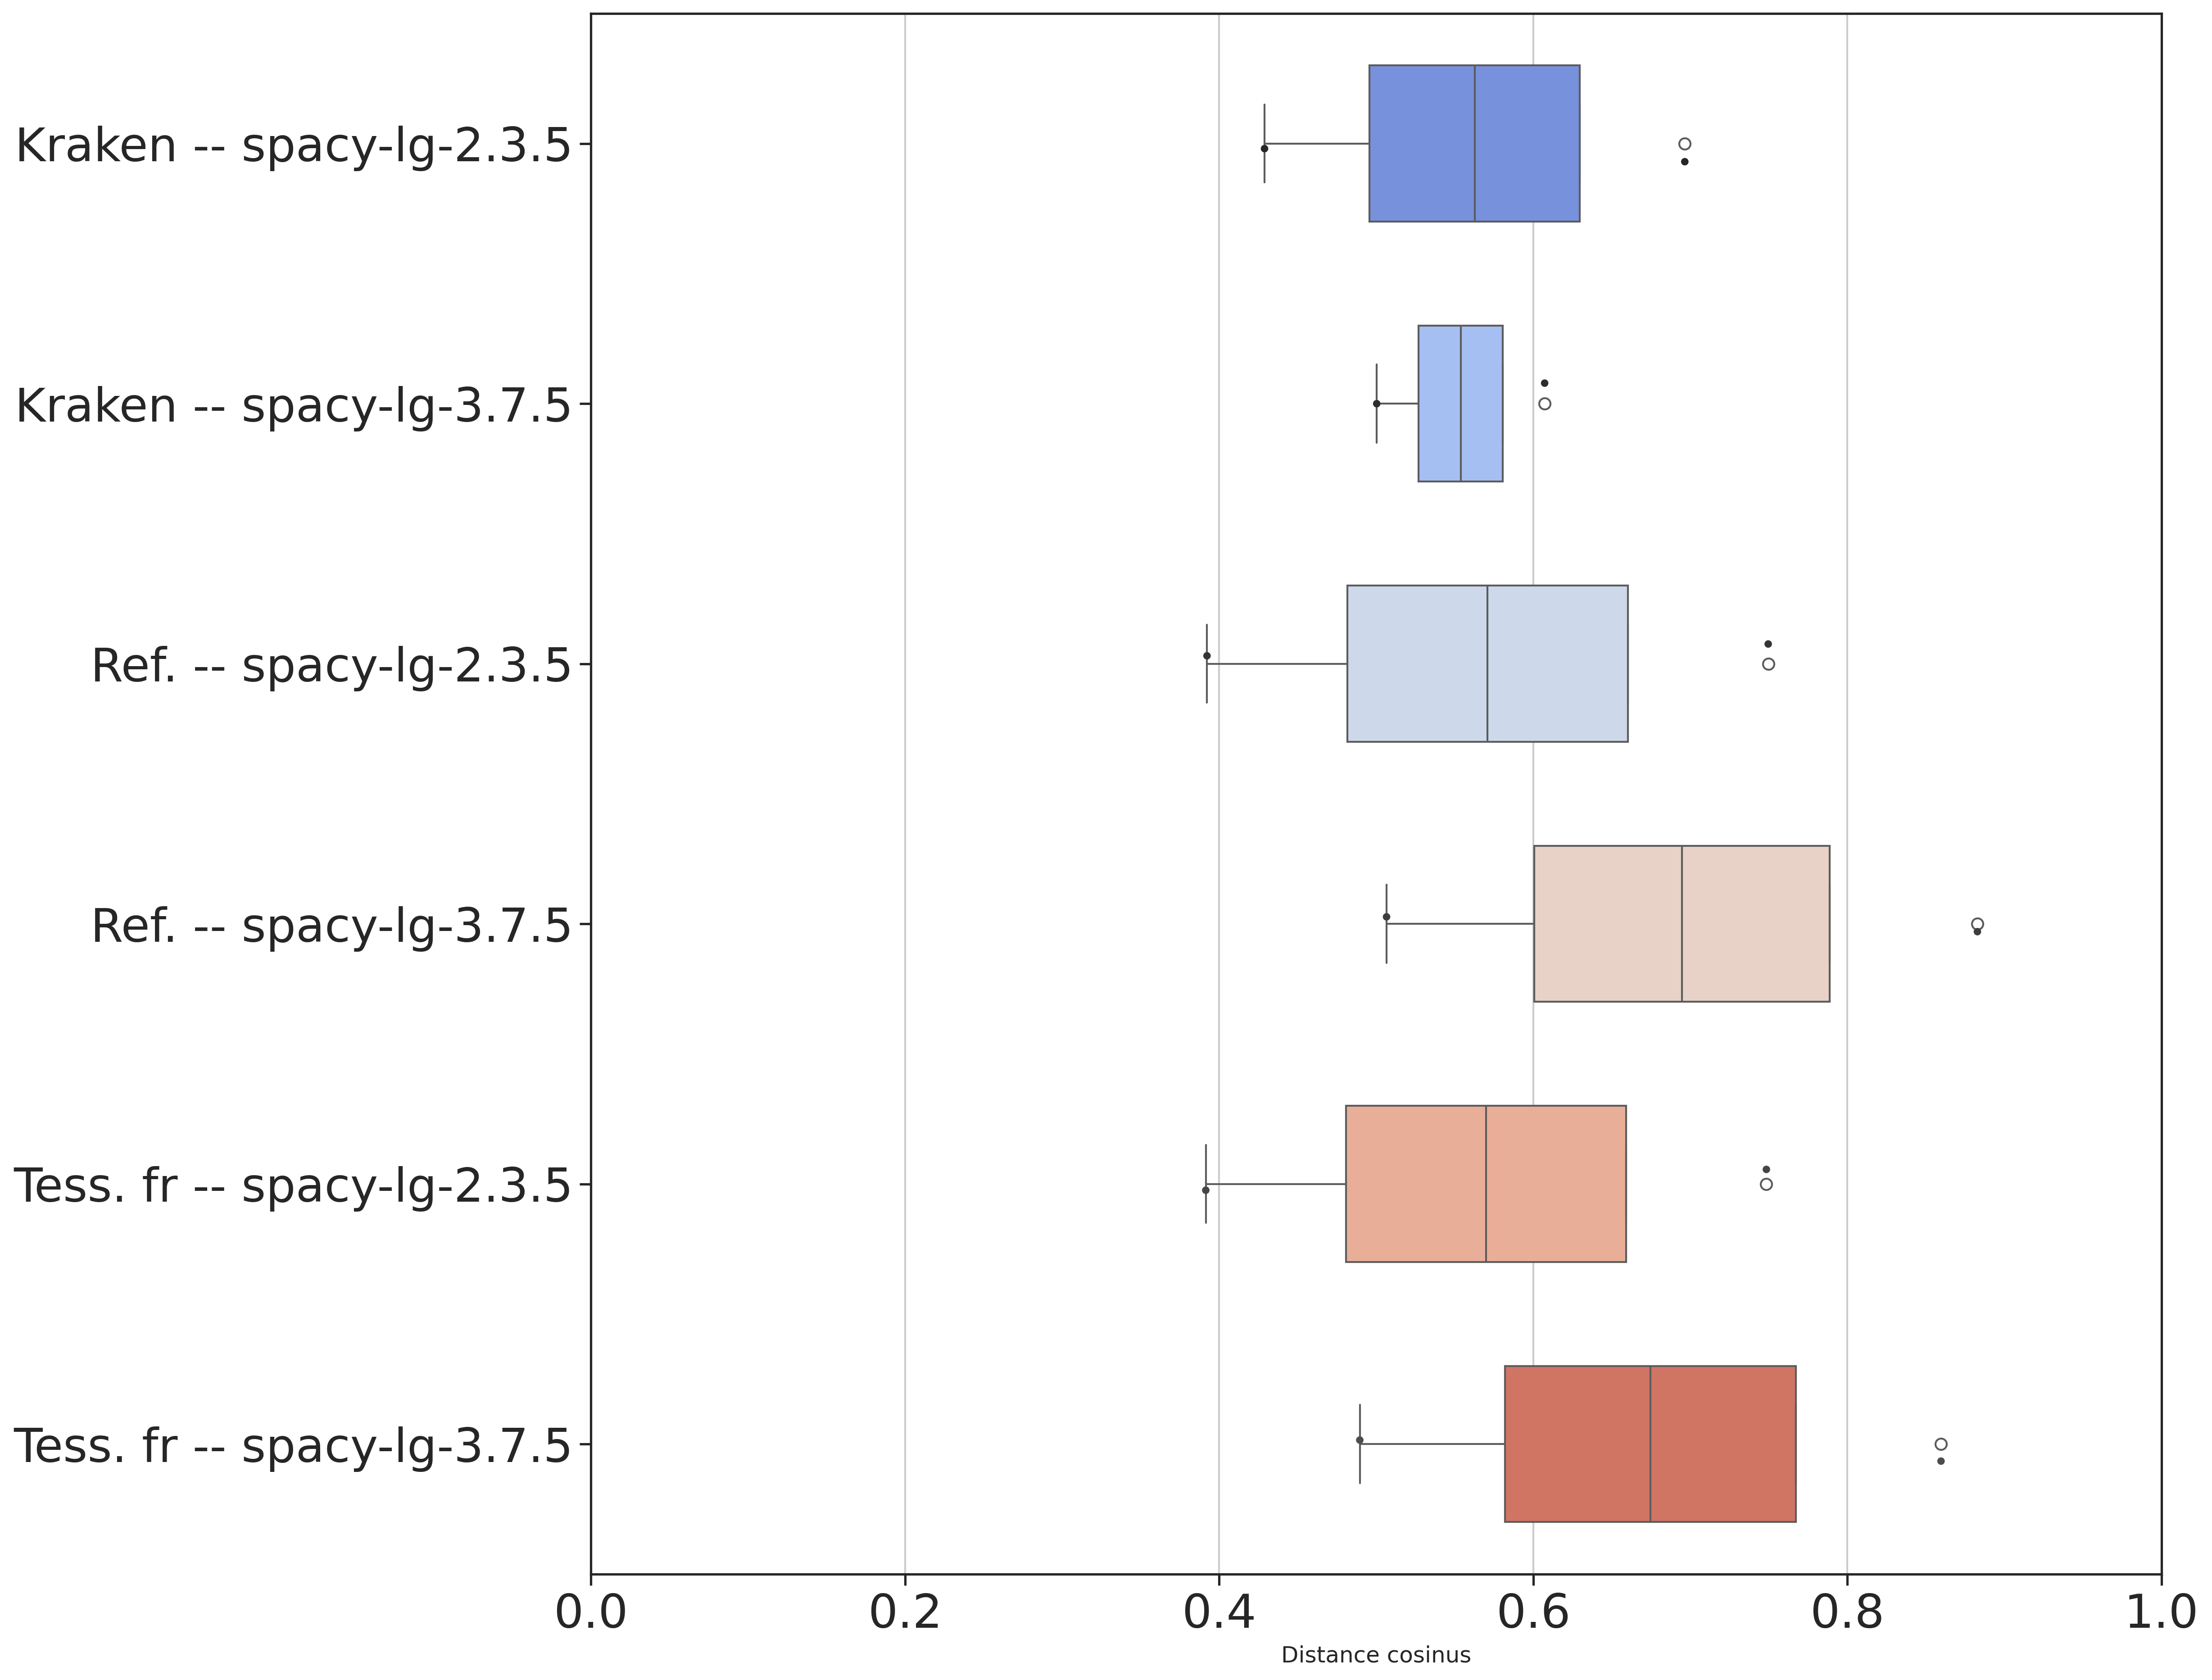 Kraken -- spacy-lg-2.3.5
Kraken -- spacy-lg-3.7.5
Ref. -- spacy-lg-2.3.5
Ref. -- spacy-lg-3.7.5
Tess. fr -- spacy-lg-2.3.5
Tess. fr -- spacy-lg-3.7.5
0.0 0.2 0.4 0.6 0.8 1.0
Distance cosinus